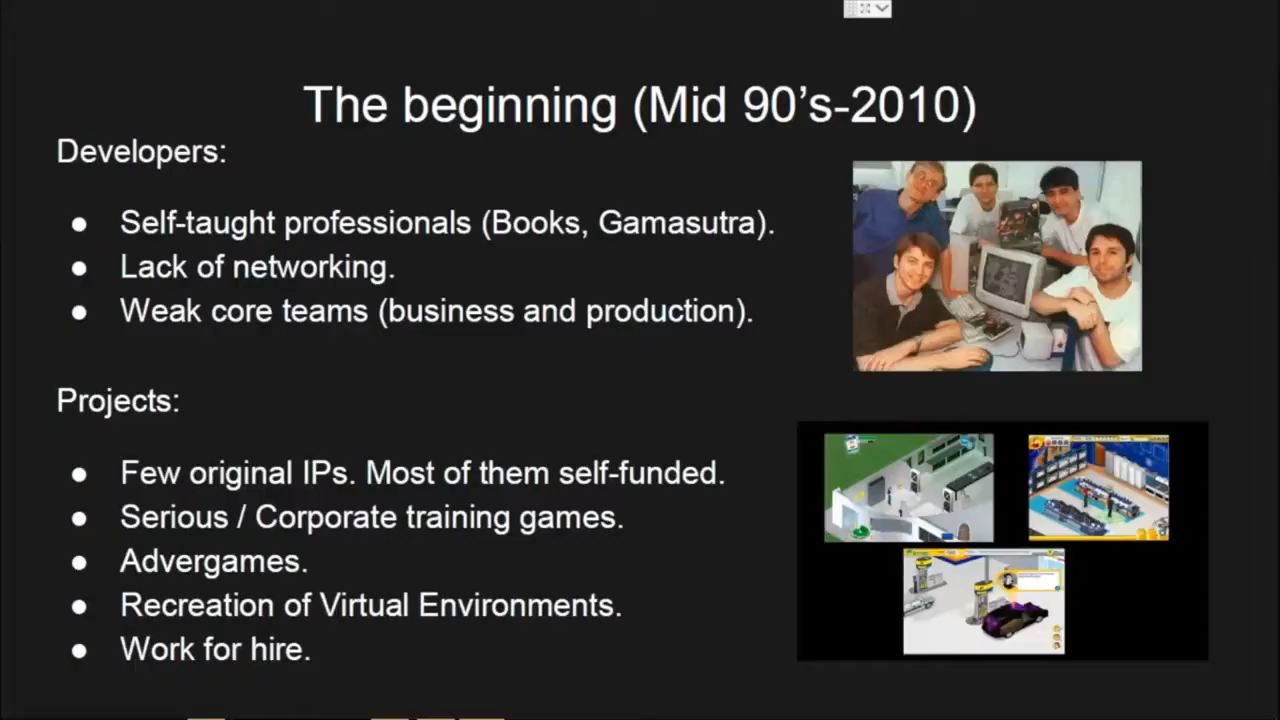 The beginning (Mid 90’s-2010)
Developers:
● Self-taught professionals (Books, Gamasutra).
● Lack of networking.
● Weak core teams (business and production).
Projects:
● Few original IPs. Most of them self-funded.
● Serious / Corporate training games.
● Advergames.
● Recreation of Virtual Environments.
● Work for hire.